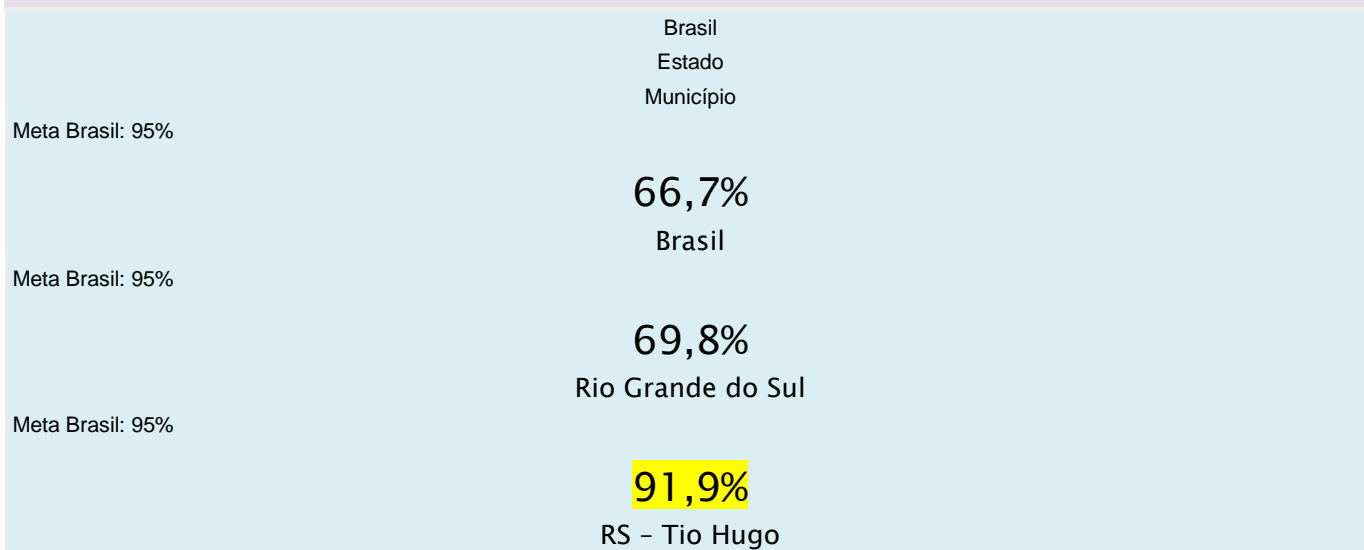 Brasil
Estado
Município
Meta Brasil: 95%
66,7%
Brasil
Meta Brasil: 95%
69,8%
Rio Grande do Sul
Meta Brasil: 95%
91,9%
RS – Tio Hugo